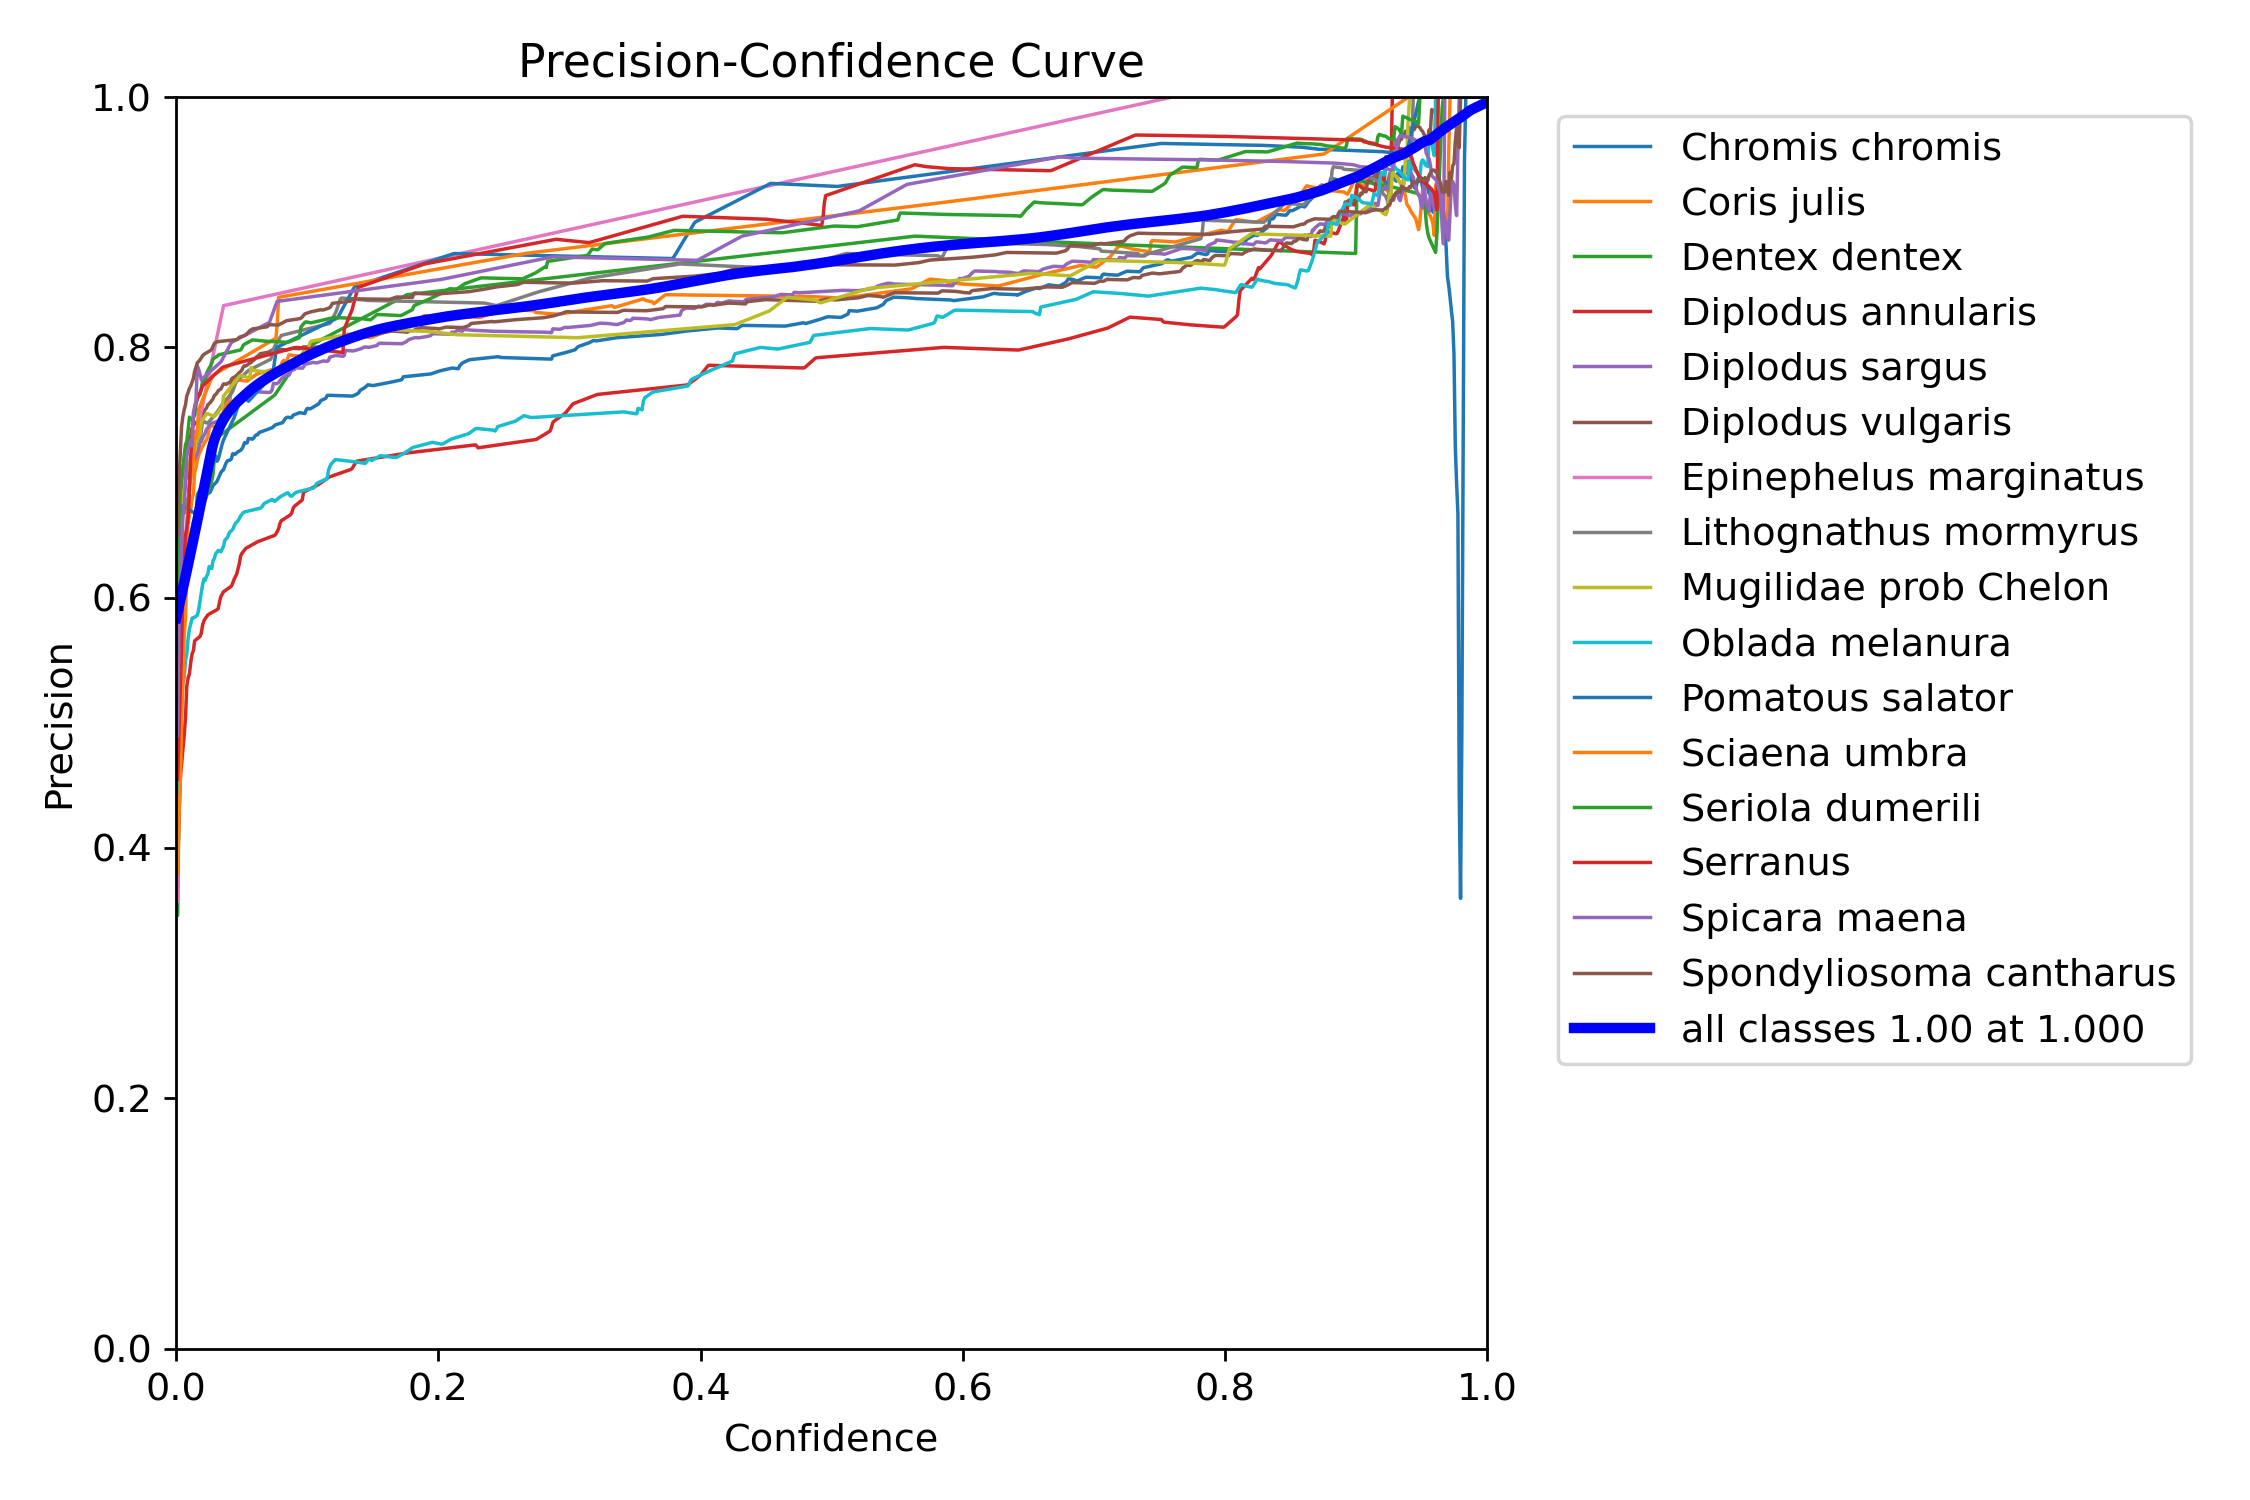 Precision-Confidence Curve
1.0
0.8
0.6
0.4
0.2
0.0
Precision
0.0 0.2 0.4 0.6 0.8 1.0
Confidence
Chromis chromis
Coris julis
Dentex dentex
Diplodus annularis
Diplodus sargus
Diplodus vulgaris
Epinephelus marginatus
Lithognathus mormyrus
Mugilidae prob Chelon
Oblada melanura
Pomatous salator
Sciaena umbra
Seriola dumerili
Serranus
Spicara maena
Spondyliosoma cantharus
all classes 1.00 at 1.000